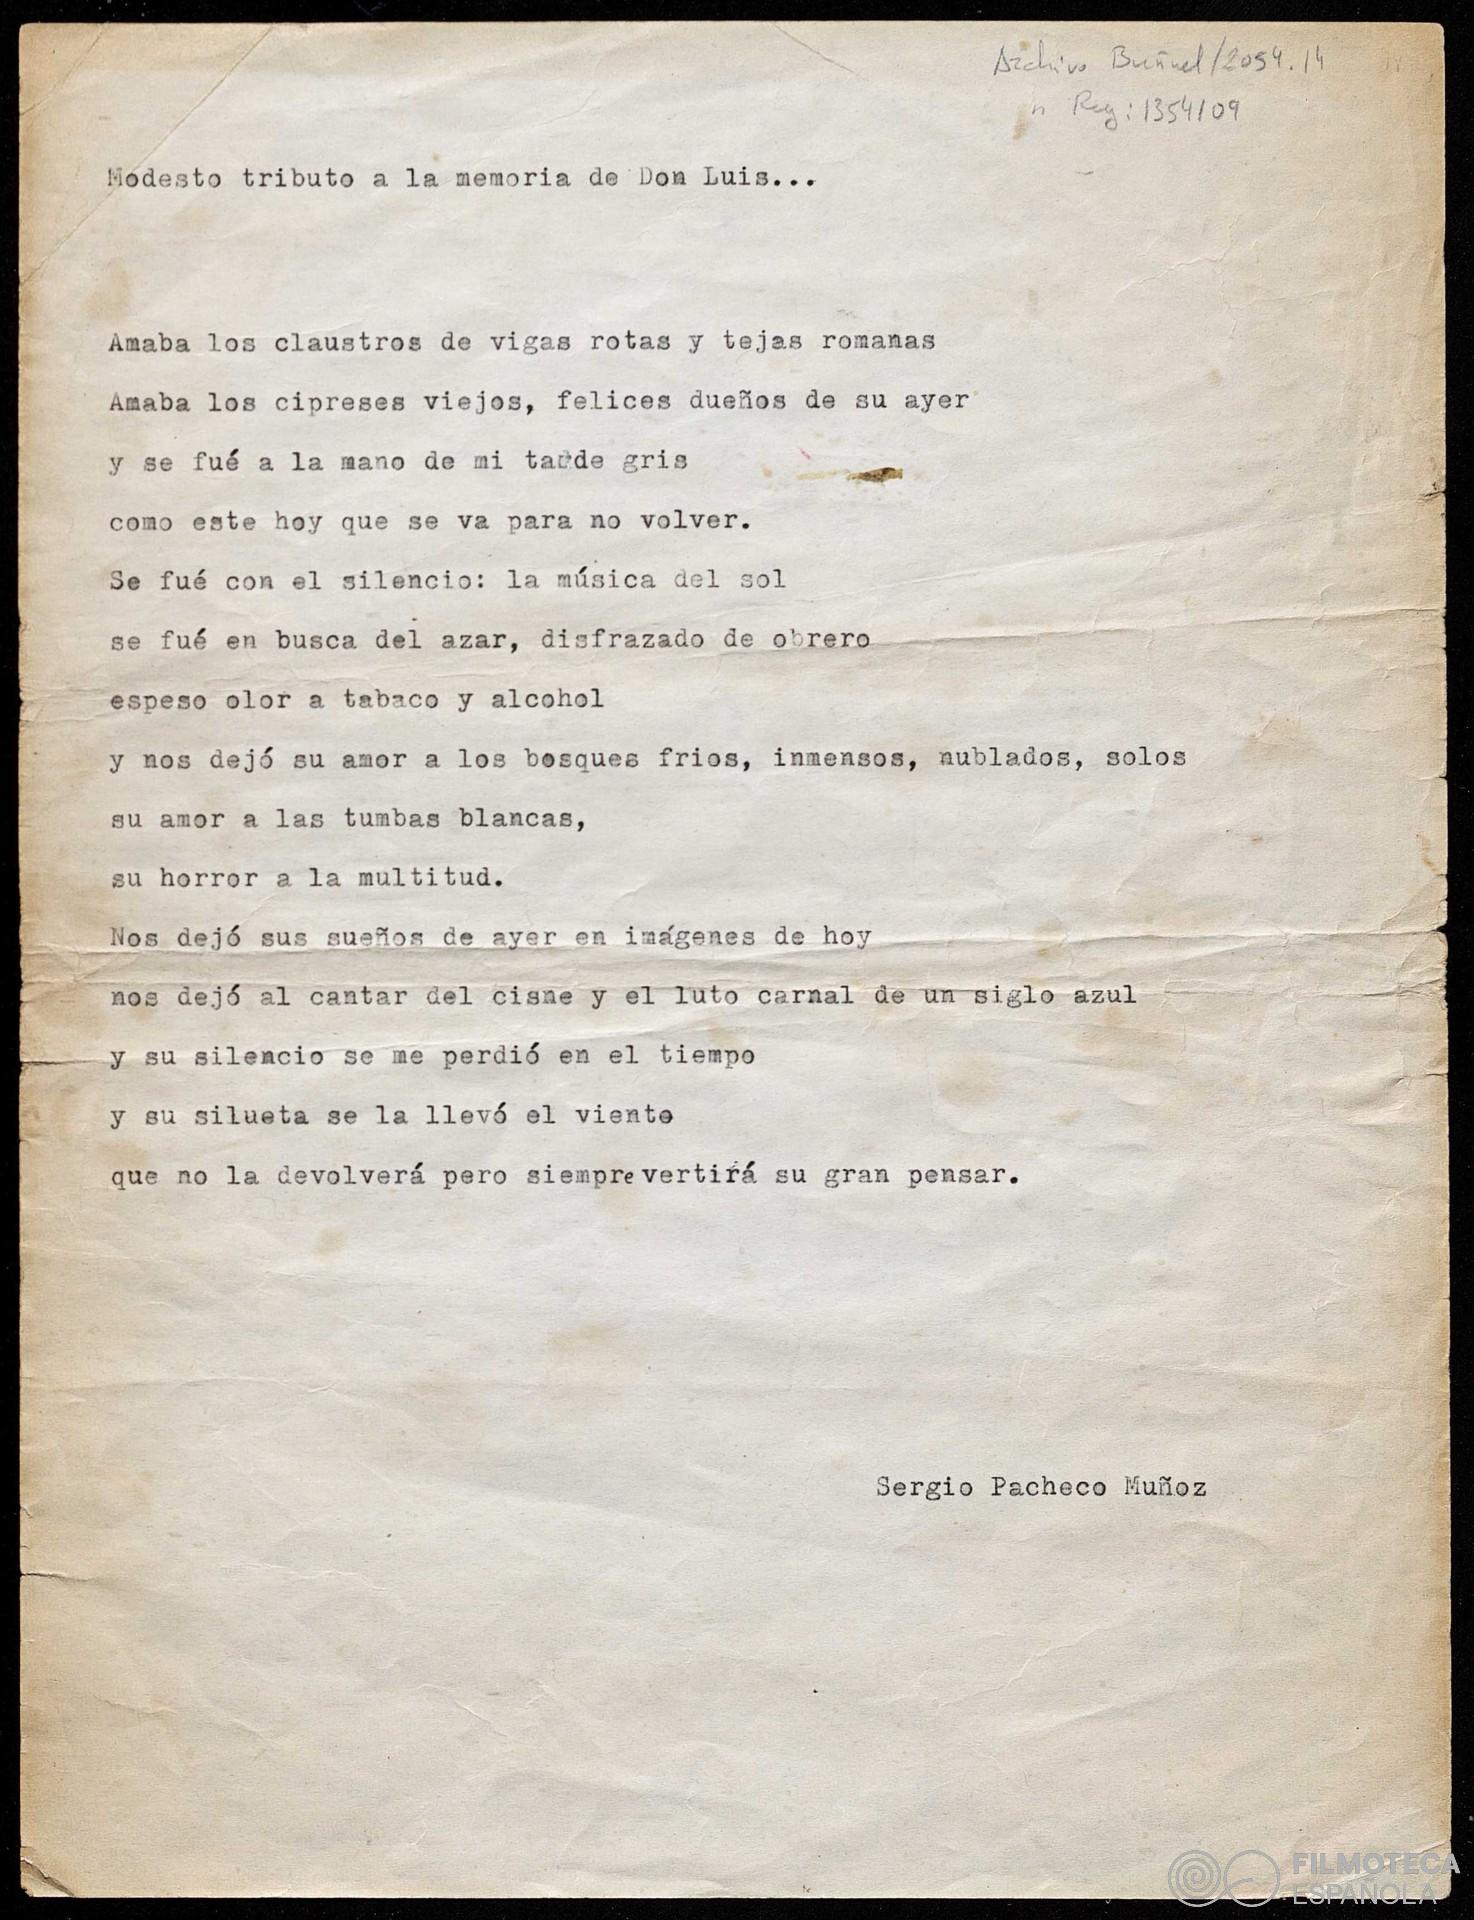 Archivo Buñuel/2054.14
n Reg: 1354/09
Modesto tributo a la memoria de Don Luis...
Amaba los claustros de vigas rotas y tejas romanas
Amaba los cipreses viejos, felices dueños de su ayer
y se fué a la mano de mi tarde gris
como este hoy que se va para no volver.
Se fué con el silencio: la música del sol
se fué en busca del azar, disfrazado de obrero
espeso olor a tabaco y alcohol
y nos dejó su amor a los bosques frios, inmensos, nublados, solos
su amor a las tumbas blancas,
su horror a la multitud.
Nos dejó sus sueños de ayer en imágenes de hoy
nos dejó al cantar del cisne y el luto carnal de un siglo azul
y su silencio se me perdió en el tiempo
y su silueta se la llevó el viento
que no la devolverá pero siempre vertirá su gran pensar.
Sergio Pacheco Muñoz
FILMOTECA
ESPAÑOLA